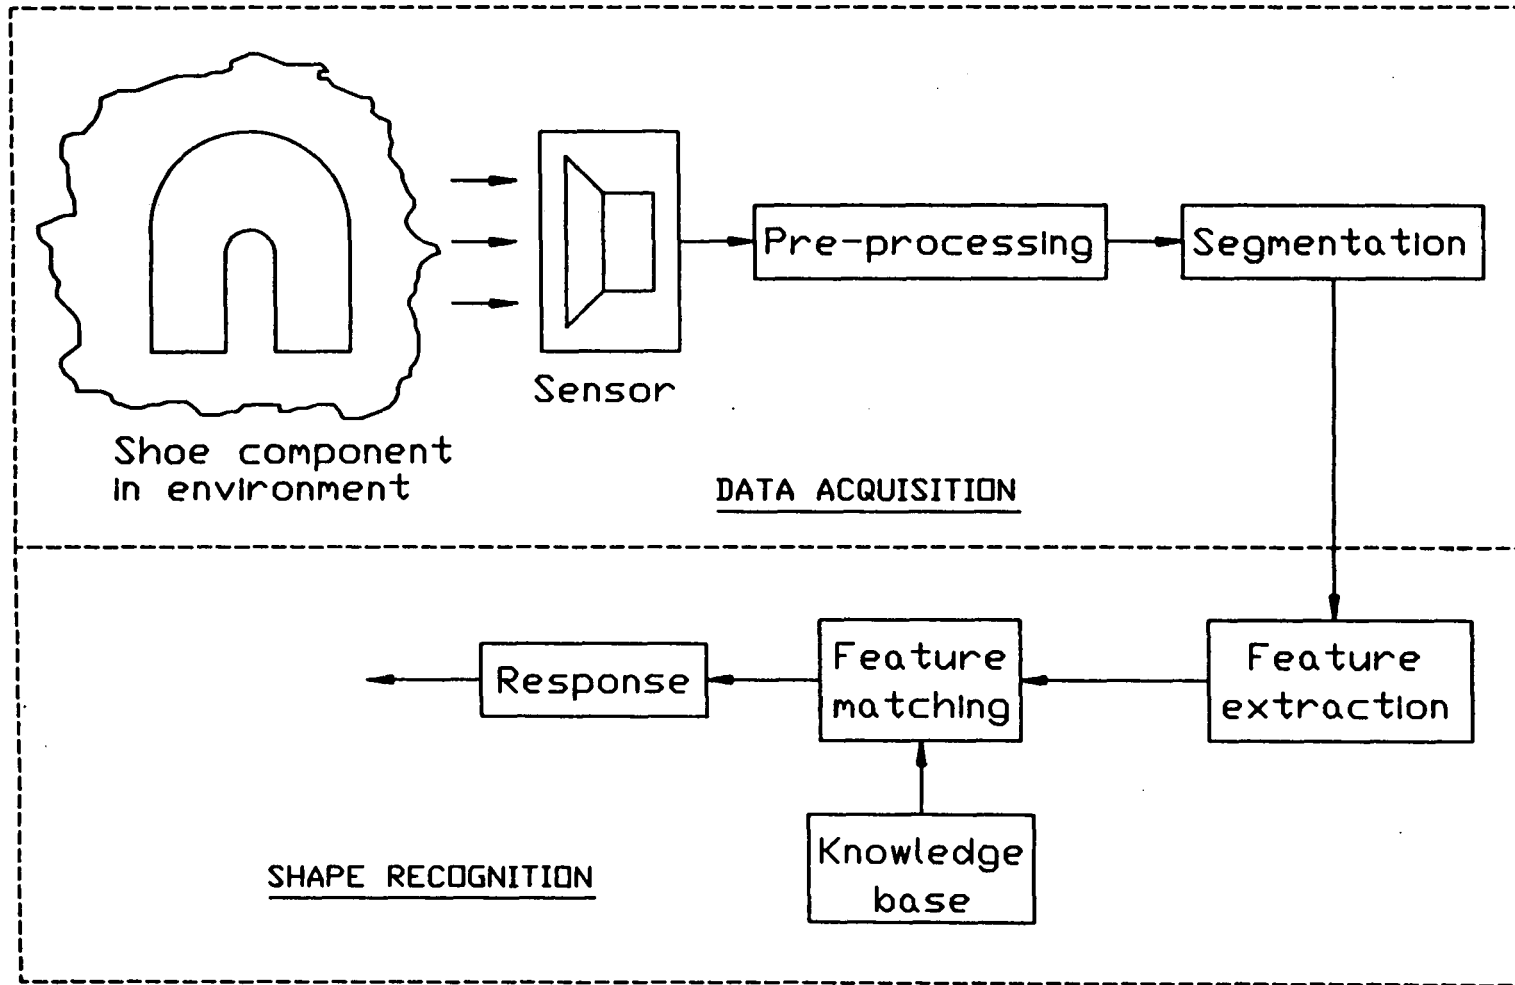 Pre-processing
Segmentation
Sensor
Shoe component
in environment
DATA ACQUISITION
Response
Feature
matching
Feature
extraction
Knowledge
base
SHAPE RECOGNITION